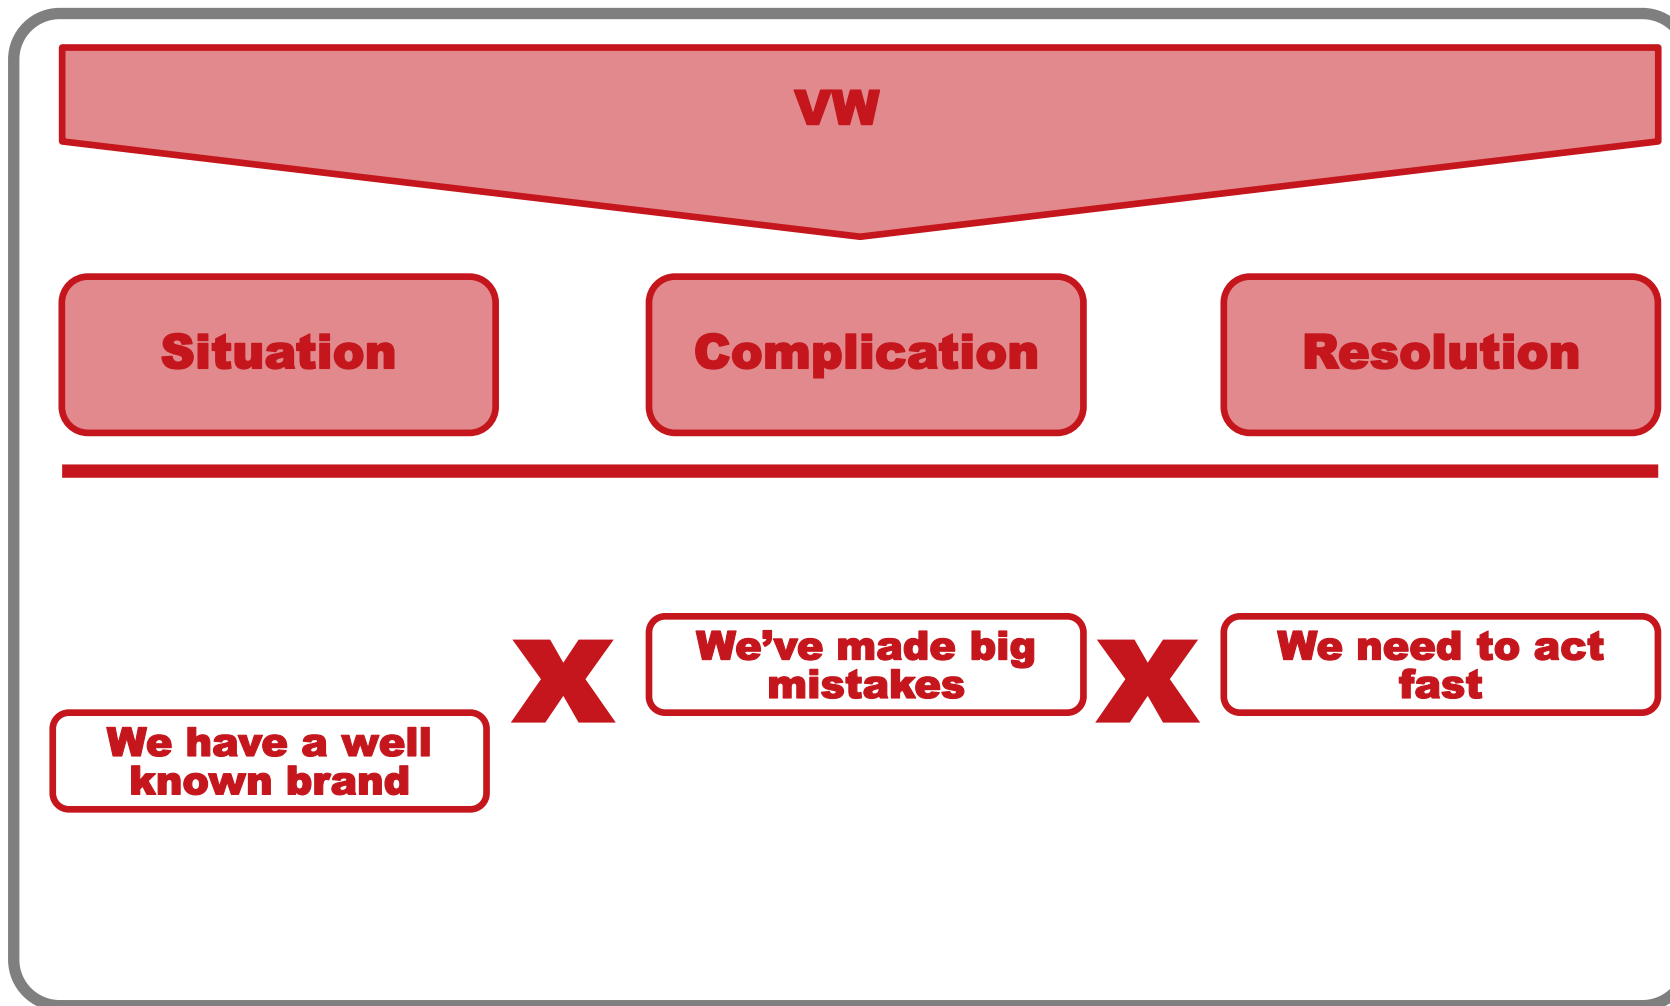 VW
Situation
Complication
Resolution
We have a well
known brand
X
We’ve made big
mistakes
X
We need to act
fast